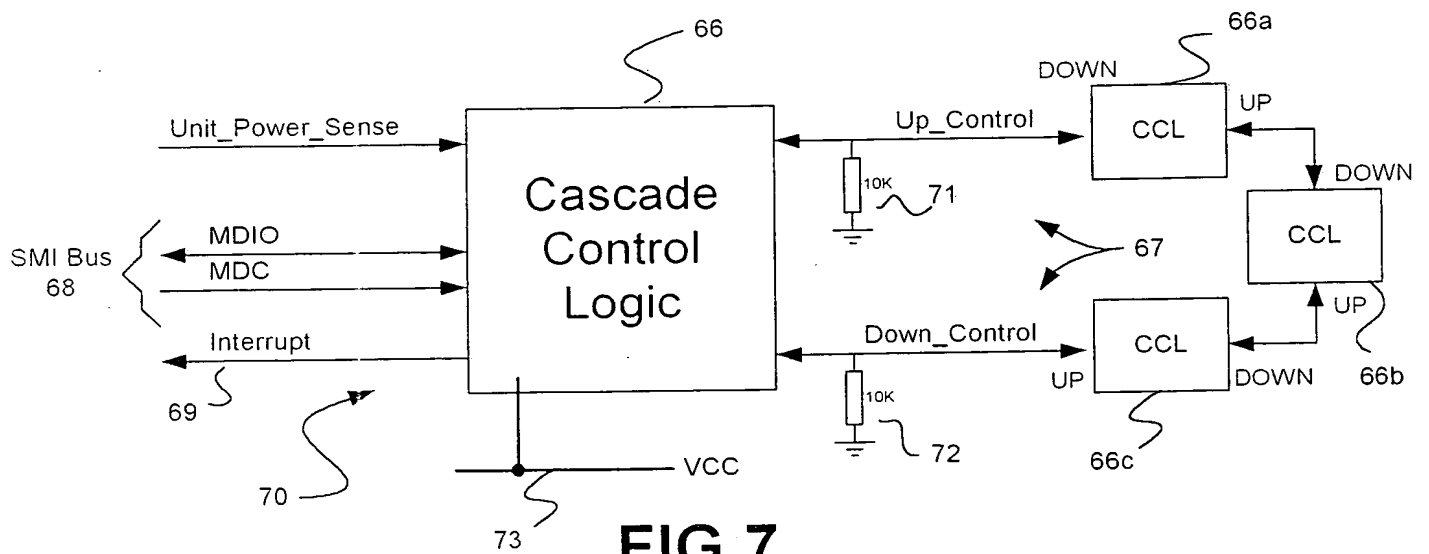 66
66a
DOWN
UP
CCL
Unit_Power_Sense
Up_Control
10K
71
DOWN
Cascade
Control
Logic
CCL
67
SMI Bus
68
MDIO
MDC
UP
66b
Interrupt
69
Down_Control
CCL
UP
DOWN
10K
72
66c
70
VCC
73
FIG 7